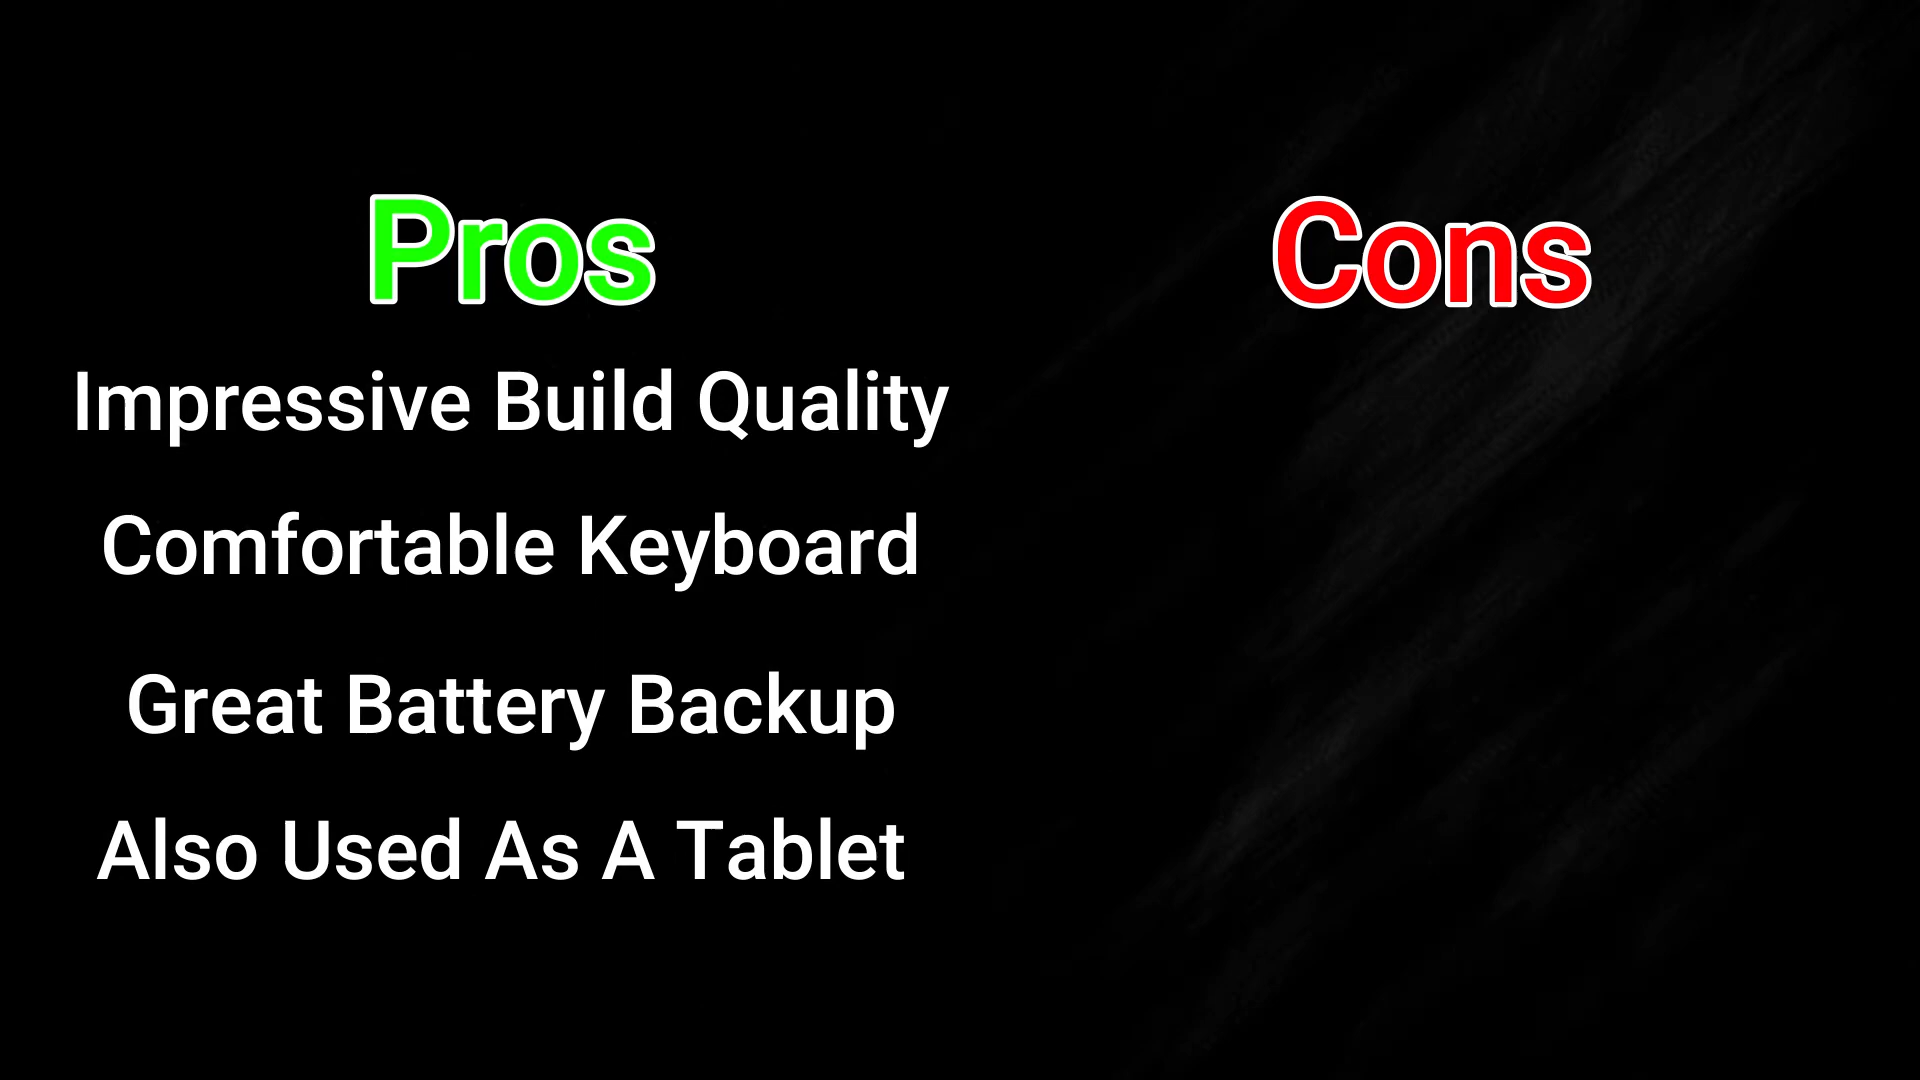 Pros
Cons
Impressive Build Quality
Comfortable Keyboard
Great Battery Backup
Also Used As A Tablet